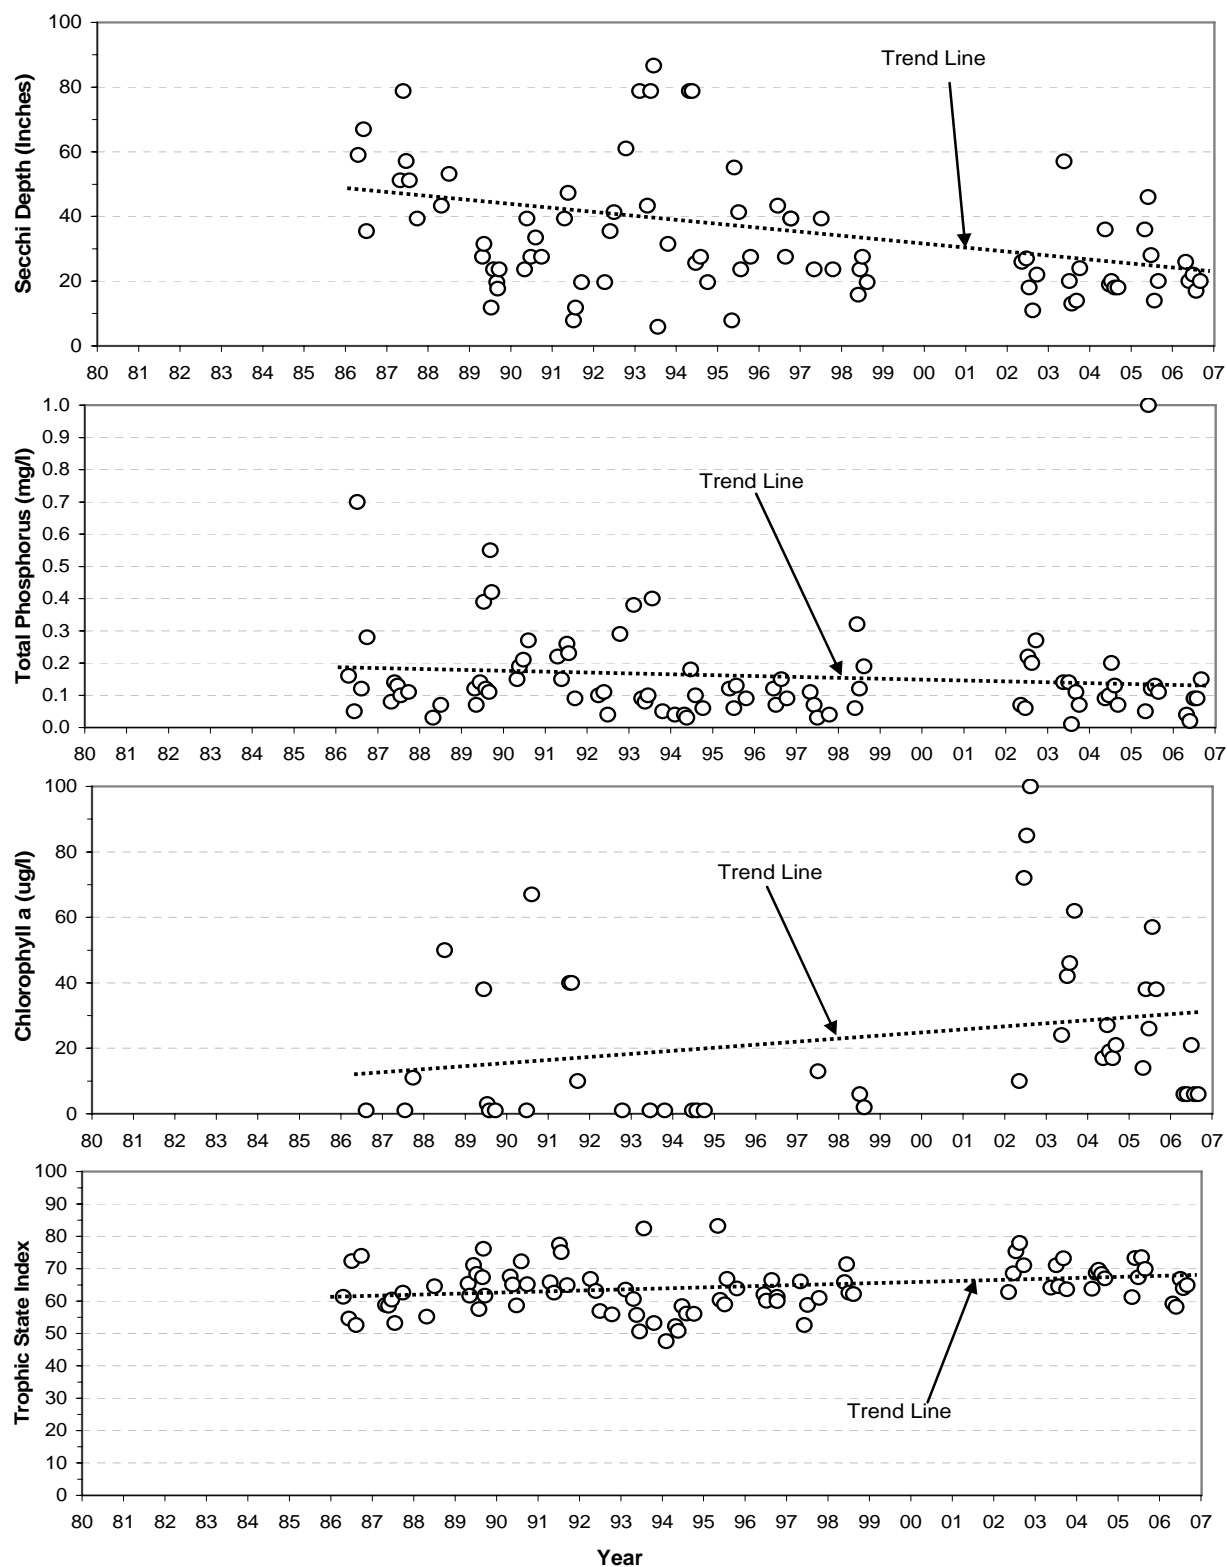 100
80
60
40
20
0
Secchi Depth (Inches)
Trend Line
80 81 82 83 84 85 86 87 88 89 90 91 92 93 94 95 96 97 98 99 00 01 02 03 04 05 06 07
1.0
0.9
0.8
0.7
0.6
0.5
0.4
0.3
0.2
0.1
0.0
Total Phosphorus (mg/l)
Trend Line
80 81 82 83 84 85 86 87 88 89 90 91 92 93 94 95 96 97 98 99 00 01 02 03 04 05 06 07
100
80
60
40
20
0
Chlorophyll a (ug/l)
Trend Line
80 81 82 83 84 85 86 87 88 89 90 91 92 93 94 95 96 97 98 99 00 01 02 03 04 05 06 07
100
90
80
70
60
50
40
30
20
10
0
Trophic State Index
Trend Line
80 81 82 83 84 85 86 87 88 89 90 91 92 93 94 95 96 97 98 99 00 01 02 03 04 05 06 07
Year